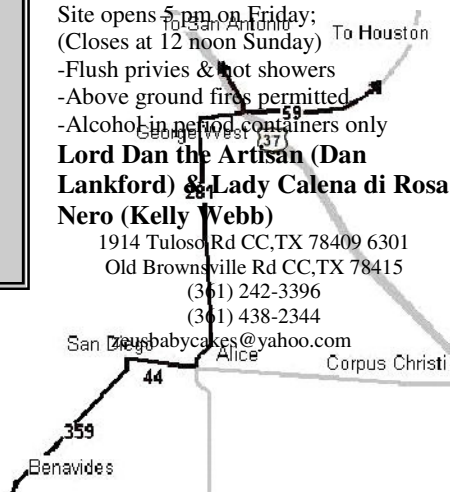 Site opens 5 pm on Friday;
To San Antonio
(Closes at 12 noon Sunday)
To Houston
-Flush privies & hot showers
-Above ground fires permitted
59
-Alcohol in period containers only
George West
37
Lord Dan the Artisan (Dan
Lankford) & Lady Calena di Rosa
281
Nero (Kelly Webb)
1914 Tuloso Rd CC,TX 78409 6301
Old Brownsville Rd CC,TX 78415
(361) 242-3396
(361) 438-2344
zeusbabycakes@yahoo.com
San Diego
Alice
Corpus Christi
44
359
Benavides